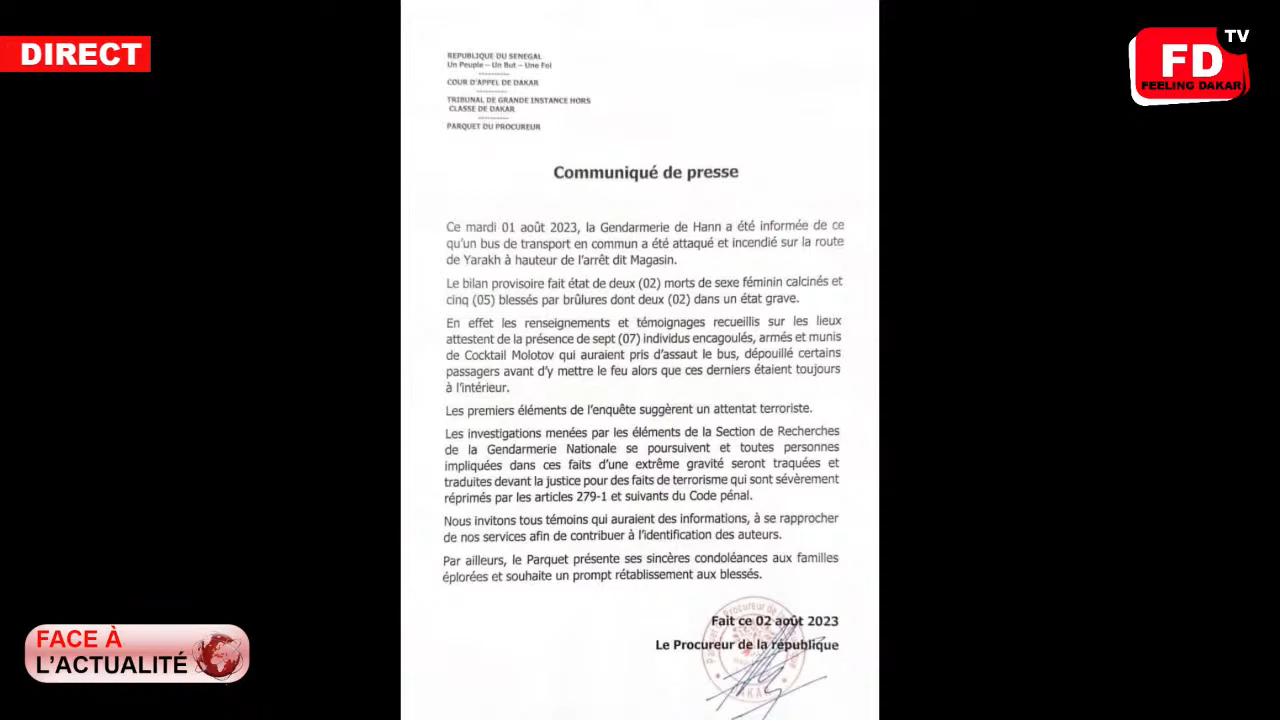 DIRECT
TV
FD
FEELING DAKAR
REPUBLIQUE DU SENEGAL
Un Peuple – Un But – Une Foi
------------
COUR D'APPEL DE DAKAR
------------
TRIBUNAL DE GRANDE INSTANCE HORS
CLASSE DE DAKAR
------------
PARQUET DU PROCUREUR
Communiqué de presse
Ce mardi 01 août 2023, la Gendarmerie de Hann a été informée de ce
qu'un bus de transport en commun a été attaqué et incendié sur la route
de Yarakh à hauteur de l'arrêt dit Magasin.
Le bilan provisoire fait état de deux (02) morts de sexe féminin calcinés et
cinq (05) blessés par brûlures dont deux (02) dans un état grave.
En effet les renseignements et témoignages recueillis sur les lieux
attestent de la présence de sept (07) individus encagoulés, armés et munis
de Cocktail Molotov qui auraient pris d'assaut le bus, dépouillé certains
passagers avant d'y mettre le feu alors que ces derniers étaient toujours
à l'intérieur.
Les premiers éléments de l'enquête suggèrent un attentat terroriste.
Les investigations menées par les éléments de la Section de Recherches
de la Gendarmerie Nationale se poursuivent et toutes personnes
impliquées dans ces faits d'une extrême gravité seront traquées et
traduites devant la justice pour des faits de terrorisme qui sont sévèrement
réprimés par les articles 279-1 et suivants du Code pénal.
Nous invitons tous témoins qui auraient des informations, à se rapprocher
de nos services afin de contribuer à l'identification des auteurs.
Par ailleurs, le Parquet présente ses sincères condoléances aux familles
éplorées et souhaite un prompt rétablissement aux blessés.
Fait ce 02 août 2023
Le Procureur de la république
Procureur de
DAKAR
FACE À
L'ACTUALITÉ